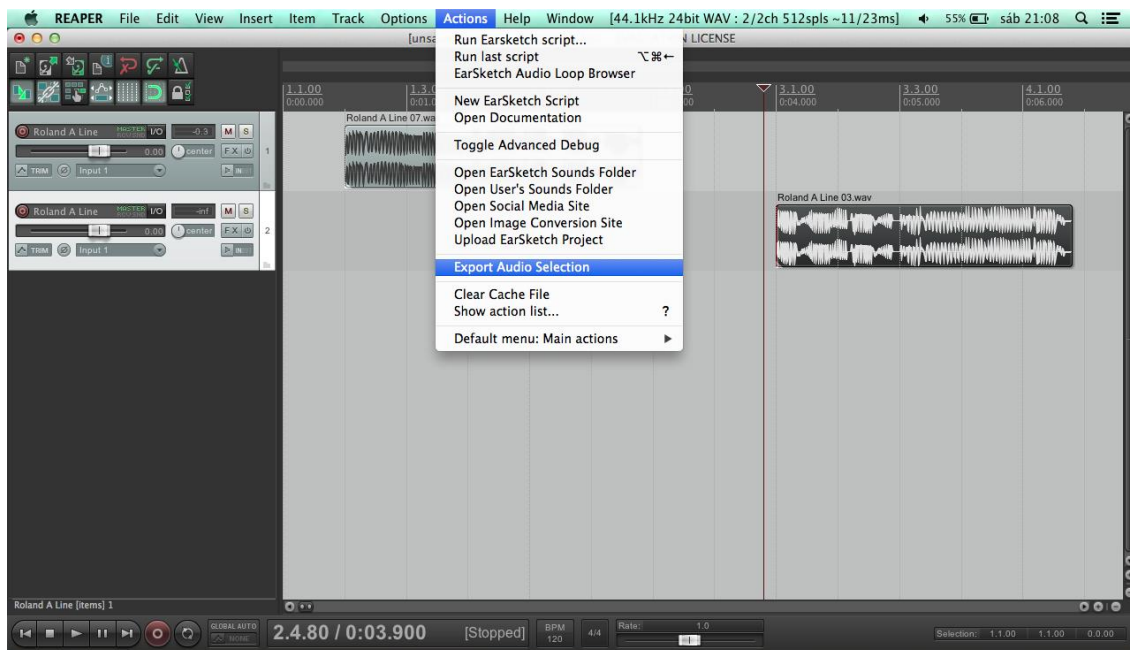 REAPER File Edit View Insert Item Track Options Actions Help Window [44.1kHz 24bit WAV : 2/2ch 512spls ~11/23ms] 55% sáb 21:08
[unsa
N LICENSE
Run Earsketch script...
Run last script ⌥⌘←
EarSketch Audio Loop Browser
New EarSketch Script
Open Documentation
Toggle Advanced Debug
Open EarSketch Sounds Folder
Open User's Sounds Folder
Open Social Media Site
Open Image Conversion Site
Upload EarSketch Project
Export Audio Selection
Clear Cache File
Show action list... ?
Default menu: Main actions
1.1.00
0:00.000
1.3.0
0:01.0
3.1.00
0:04.000
3.3.00
0:05.000
4.1.00
0:06.000
Roland A Line MASTER I/O -0.3 M S
0.00 center FX 1
TRIM Input 1 IN
Roland A Line 07.wa
Roland A Line MASTER I/O -inf M S
0.00 center FX 2
TRIM Input 1 IN
Roland A Line 03.wav
Roland A Line [items] 1
GLOBAL AUTO
NONE
2.4.80 / 0:03.900 [Stopped]
BPM
120
4/4
Rate: 1.0
Selection: 1.1.00 1.1.00 0.0.00